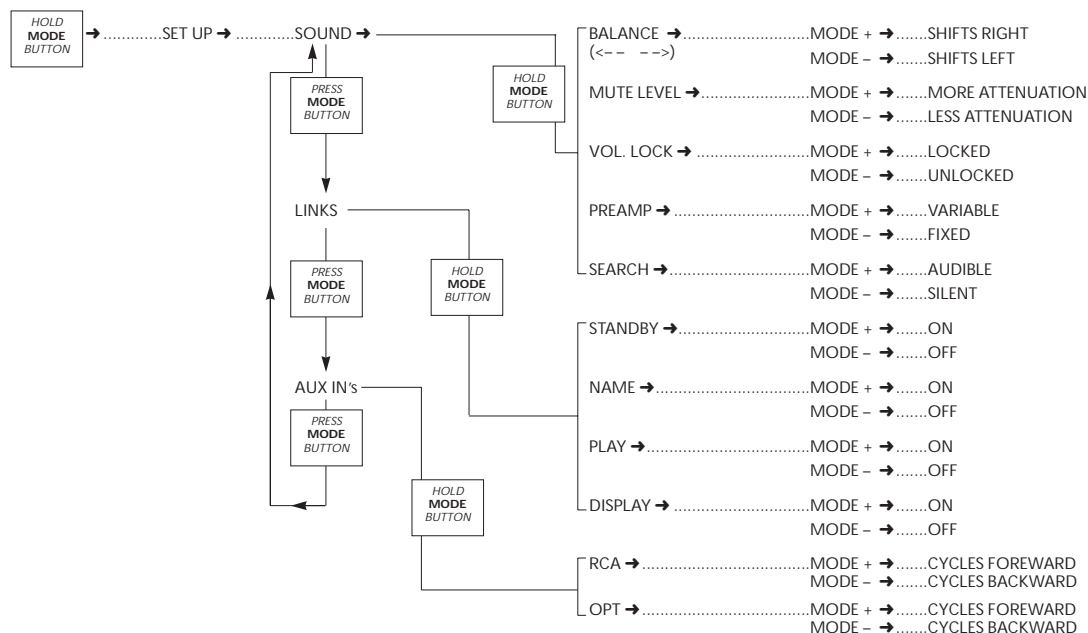 HOLD
MODE
BUTTON
➜ ..............SET UP ➜ ..............SOUND ➜
HOLD
MODE
BUTTON
BALANCE ➜ ..............MODE + ➜ .......SHIFTS RIGHT
(<– – – –>) MODE – ➜ .......SHIFTS LEFT
MUTE LEVEL ➜ ..............MODE + ➜ .......MORE ATTENUATION
MODE – ➜ .......LESS ATTENUATION
VOL. LOCK ➜ ..............MODE + ➜ .......LOCKED
MODE – ➜ .......UNLOCKED
PREAMP ➜ ..............MODE + ➜ .......VARIABLE
MODE – ➜ .......FIXED
SEARCH ➜ ..............MODE + ➜ .......AUDIBLE
MODE – ➜ .......SILENT
PRESS
MODE
BUTTON
LINKS
HOLD
MODE
BUTTON
STANDBY ➜ ..............MODE + ➜ .......ON
MODE – ➜ .......OFF
NAME ➜ ..............MODE + ➜ .......ON
MODE – ➜ .......OFF
PLAY ➜ ..............MODE + ➜ .......ON
MODE – ➜ .......OFF
DISPLAY ➜ ..............MODE + ➜ .......ON
MODE – ➜ .......OFF
PRESS
MODE
BUTTON
AUX IN's
HOLD
MODE
BUTTON
RCA ➜ ..............MODE + ➜ .......CYCLES FOREWARD
MODE – ➜ .......CYCLES BACKWARD
OPT ➜ ..............MODE + ➜ .......CYCLES FOREWARD
MODE – ➜ .......CYCLES BACKWARD
PRESS
MODE
BUTTON